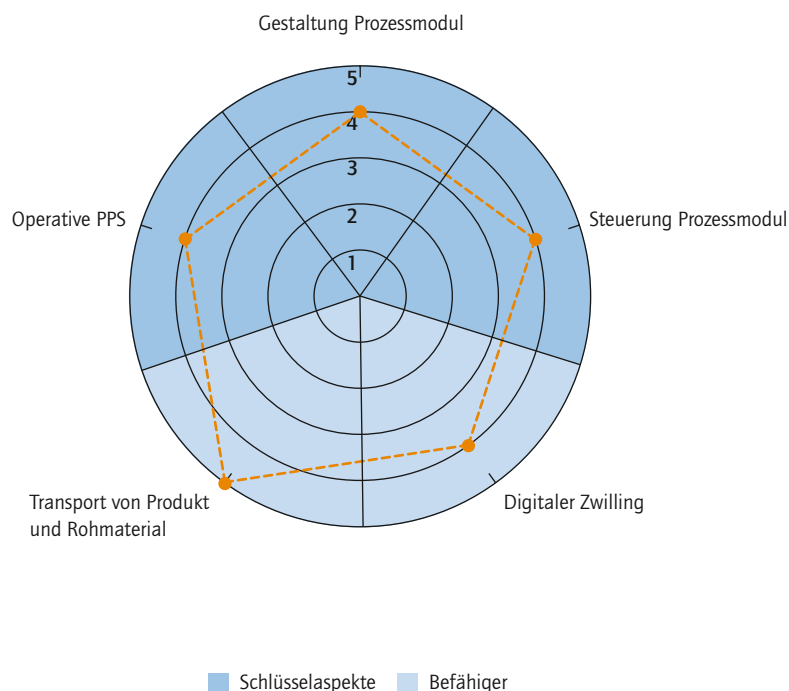 Gestaltung Prozessmodul
5
4
3
2
1
Operative PPS
Steuerung Prozessmodul
Transport von Produkt
und Rohmaterial
Digitaler Zwilling
Schlüsselaspekte
Befähiger